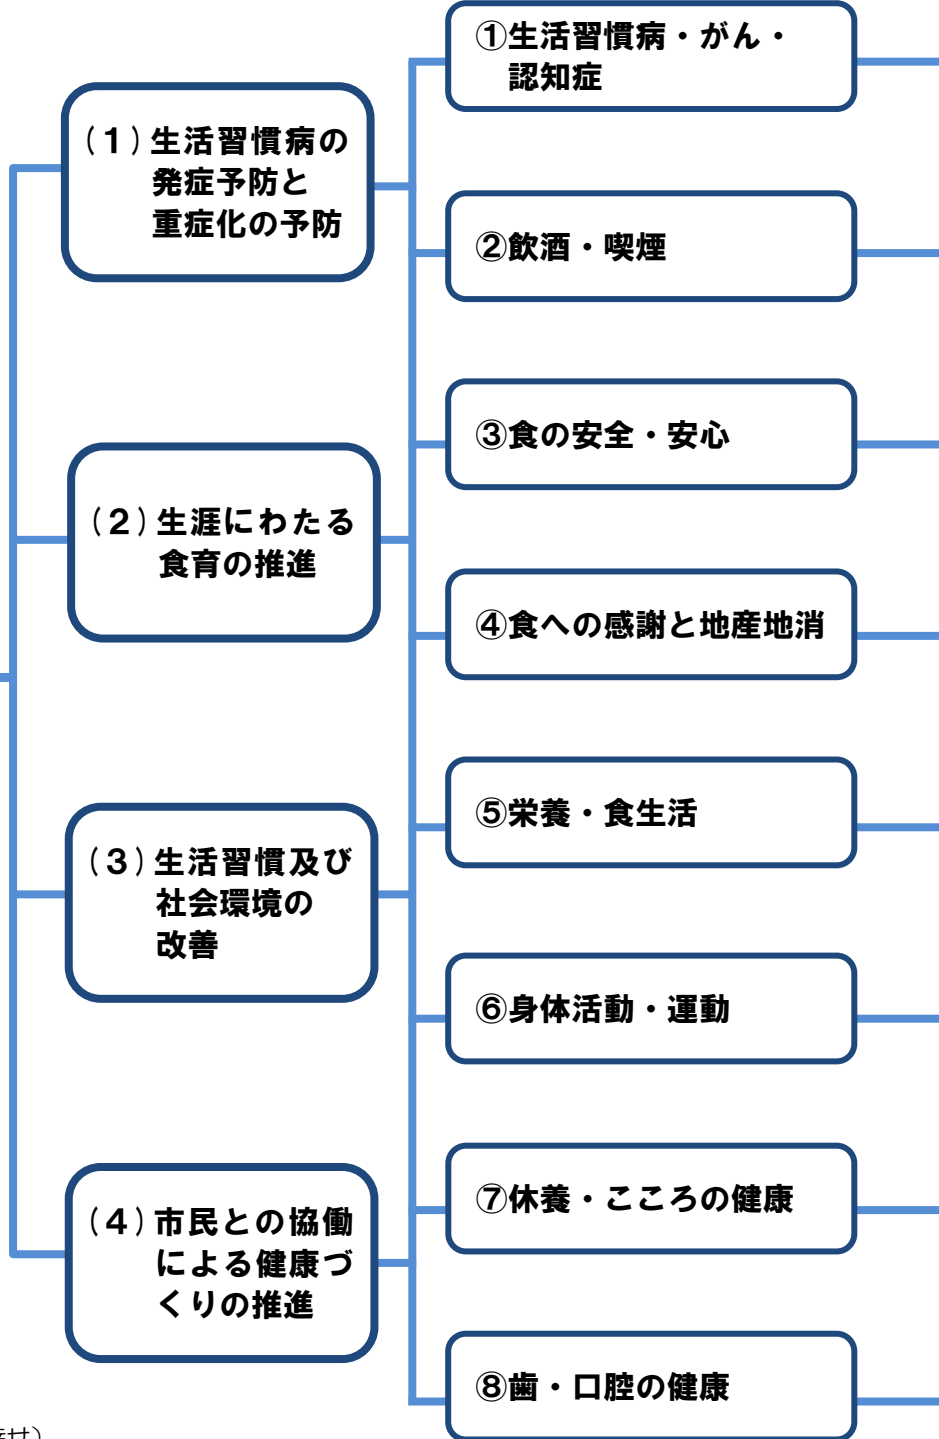 (1)生活習慣病の
発症予防と
重症化の予防
(2)生涯にわたる
食育の推進
(3)生活習慣及び
社会環境の
改善
(4)市民との協働
による健康づ
くりの推進
①生活習慣病・がん・
認知症
②飲酒・喫煙
③食の安全・安心
④食への感謝と地産地消
⑤栄養・食生活
⑥身体活動・運動
⑦休養・こころの健康
⑧歯・口腔の健康